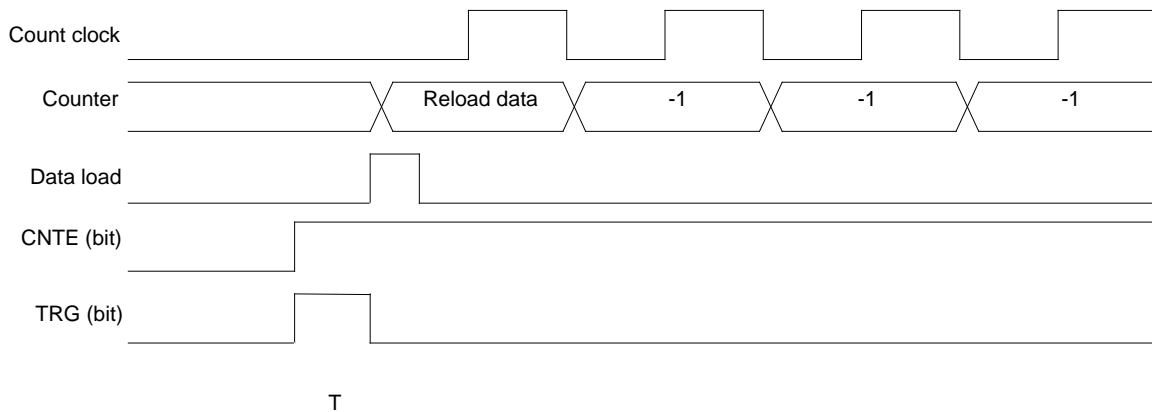 Count clock
Counter Reload data -1 -1 -1
Data load
CNTE (bit)
TRG (bit)
T